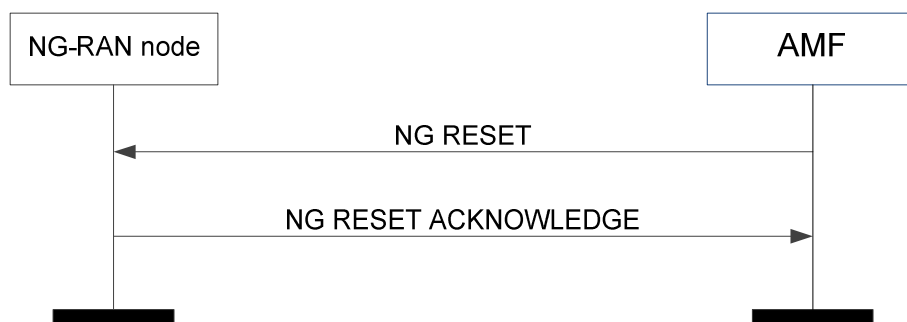 NG-RAN node
AMF
NG RESET
NG RESET ACKNOWLEDGE